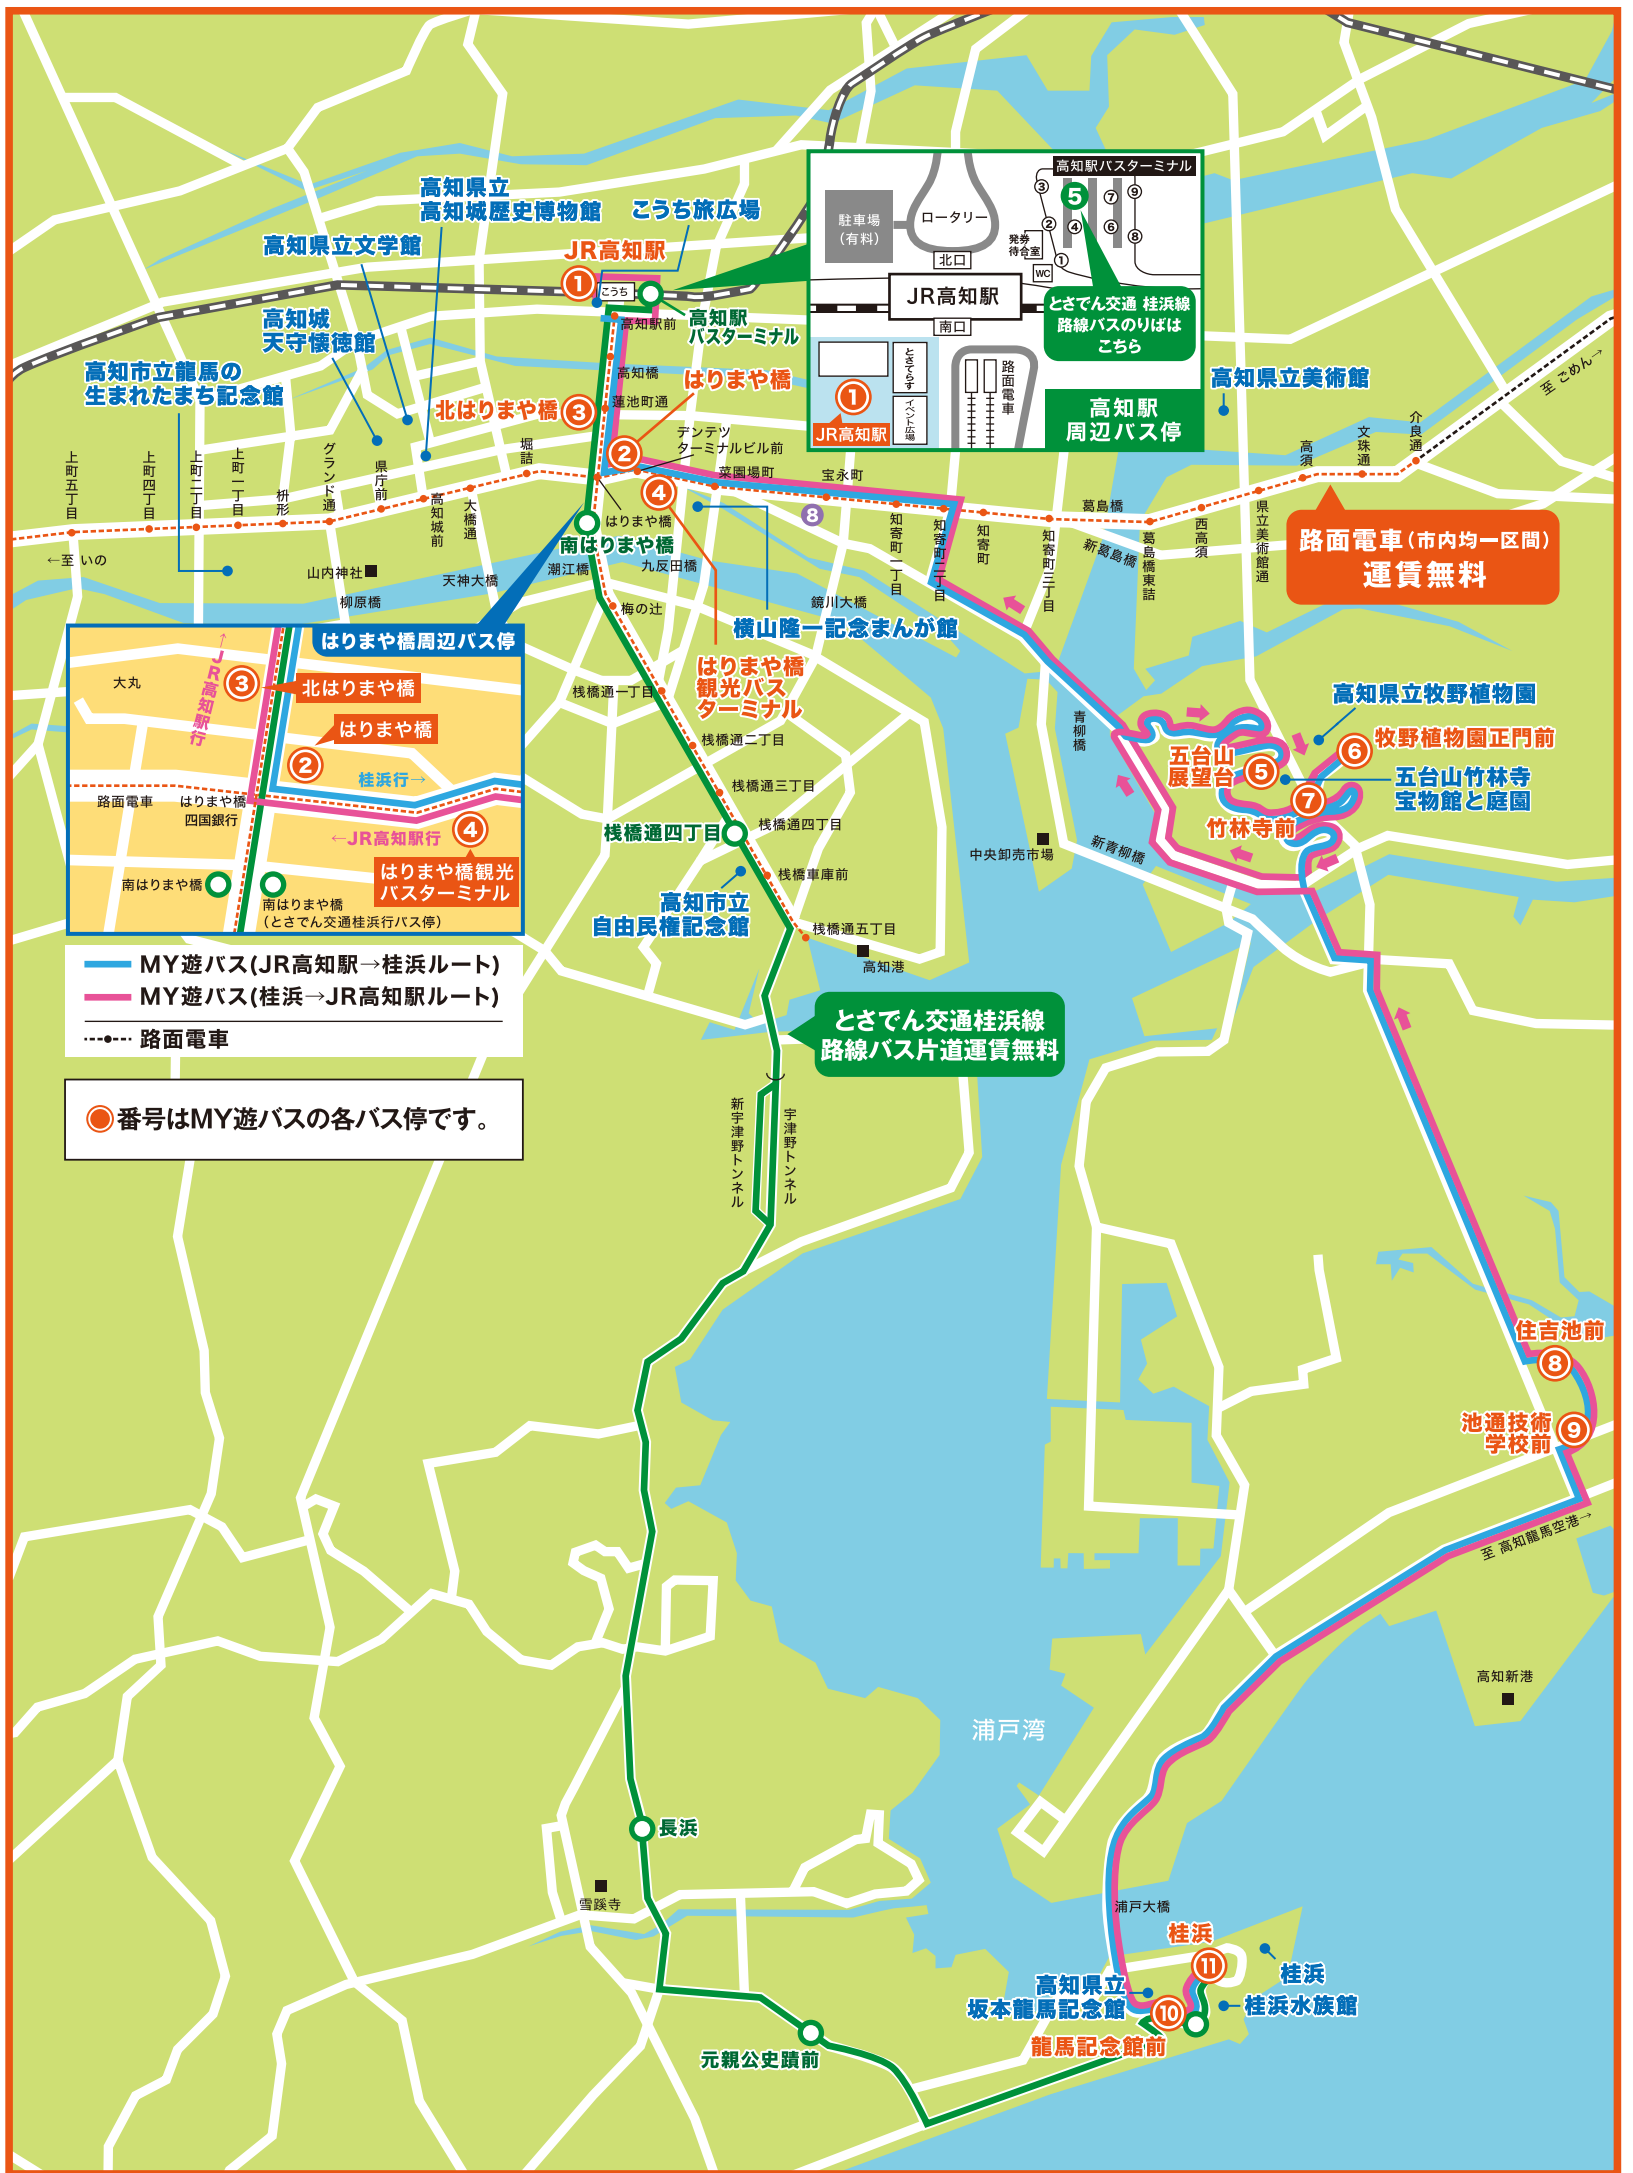 高知県立
高知城歴史博物館
こうち旅広場
高知県立文学館
JR高知駅
1
こうち
高知駅前
高知駅
バスターミナル
高知城
天守懐徳館
高知市立龍馬の
生まれたまち記念館
高知駅バスターミナル
駐車場
（有料）
ロータリー
3
5
7
9
2
4
6
8
1
発券
待合室
WC
北口
JR高知駅
南口
とさでん交通 桂浜線
路線バスのりばは
こちら
とさてらす
イベント広場
路面電車
1
JR高知駅
高知駅
周辺バス停
高知県立美術館
高知橋
はりまや橋
北はりまや橋
3
蓮池町通
2
デンテツ
ターミナルビル前
4
菜園場町
宝永町
8
上町五丁目
上町四丁目
上町二丁目
上町一丁目
枡形
グランド通
県庁前
高知城前
大橋通
堀詰
はりまや橋
南はりまや橋
知寄町一丁目
知寄町二丁目
知寄町
知寄町三丁目
葛島橋
新葛島橋
葛島橋東詰
西高須
県立美術館通
高須
文珠通
介良通
至 ごめん→
路面電車（市内均一区間）
運賃無料
←至 いの
山内神社
柳原橋
天神大橋
潮江橋
九反田橋
梅の辻
鏡川大橋
横山隆一記念まんが館
はりまや橋
観光バス
ターミナル
はりまや橋周辺バス停
大丸
↑JR高知駅行
3
北はりまや橋
はりまや橋
2
桂浜行→
路面電車
はりまや橋
四国銀行
←JR高知駅行
4
はりまや橋観光
バスターミナル
南はりまや橋
南はりまや橋
（とさでん交通桂浜行バス停）
桟橋通一丁目
桟橋通二丁目
桟橋通三丁目
桟橋通四丁目
桟橋通四丁目
桟橋車庫前
高知市立
自由民権記念館
桟橋通五丁目
高知港
青柳橋
中央卸売市場
新青柳橋
五台山
展望台
5
高知県立牧野植物園
6
牧野植物園正門前
五台山竹林寺
宝物館と庭園
7
竹林寺前
MY遊バス(JR高知駅→桂浜ルート)
MY遊バス(桂浜→JR高知駅ルート)
路面電車
番号はMY遊バスの各バス停です。
とさでん交通桂浜線
路線バス片道運賃無料
新宇津野トンネル
宇津野トンネル
住吉池前
8
池通技術
学校前
9
至 高知龍馬空港→
高知新港
浦戸湾
長浜
雪蹊寺
元親公史蹟前
浦戸大橋
桂浜
11
桂浜
高知県立
坂本龍馬記念館
10
桂浜水族館
龍馬記念館前